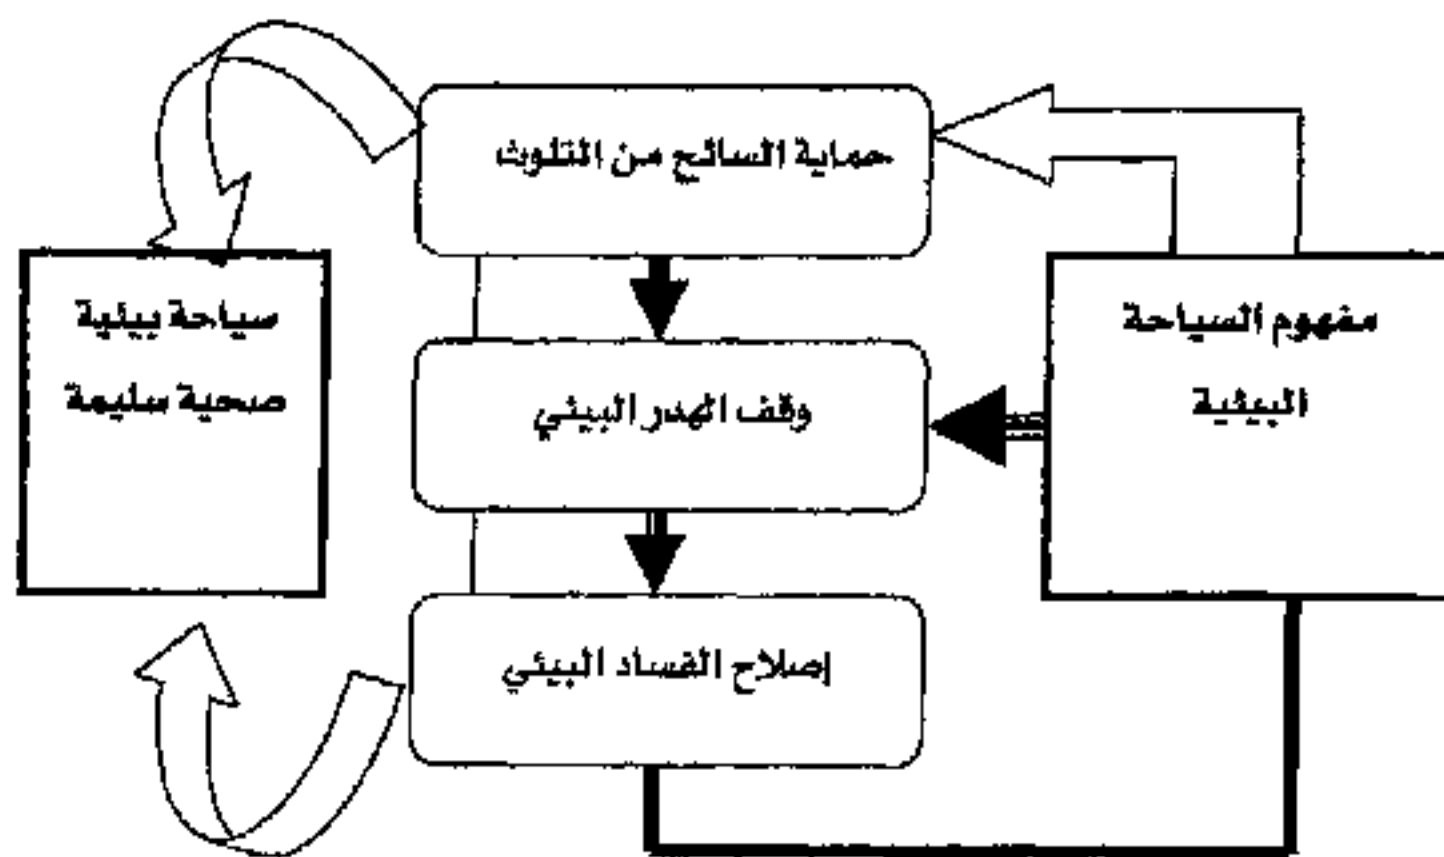 حماية السائح من التلوث
مفهوم السياحة
البيئية
سياحة بيئية
صحية سليمة
وقف الهدر البيئي
إصلاح الفساد البيئي